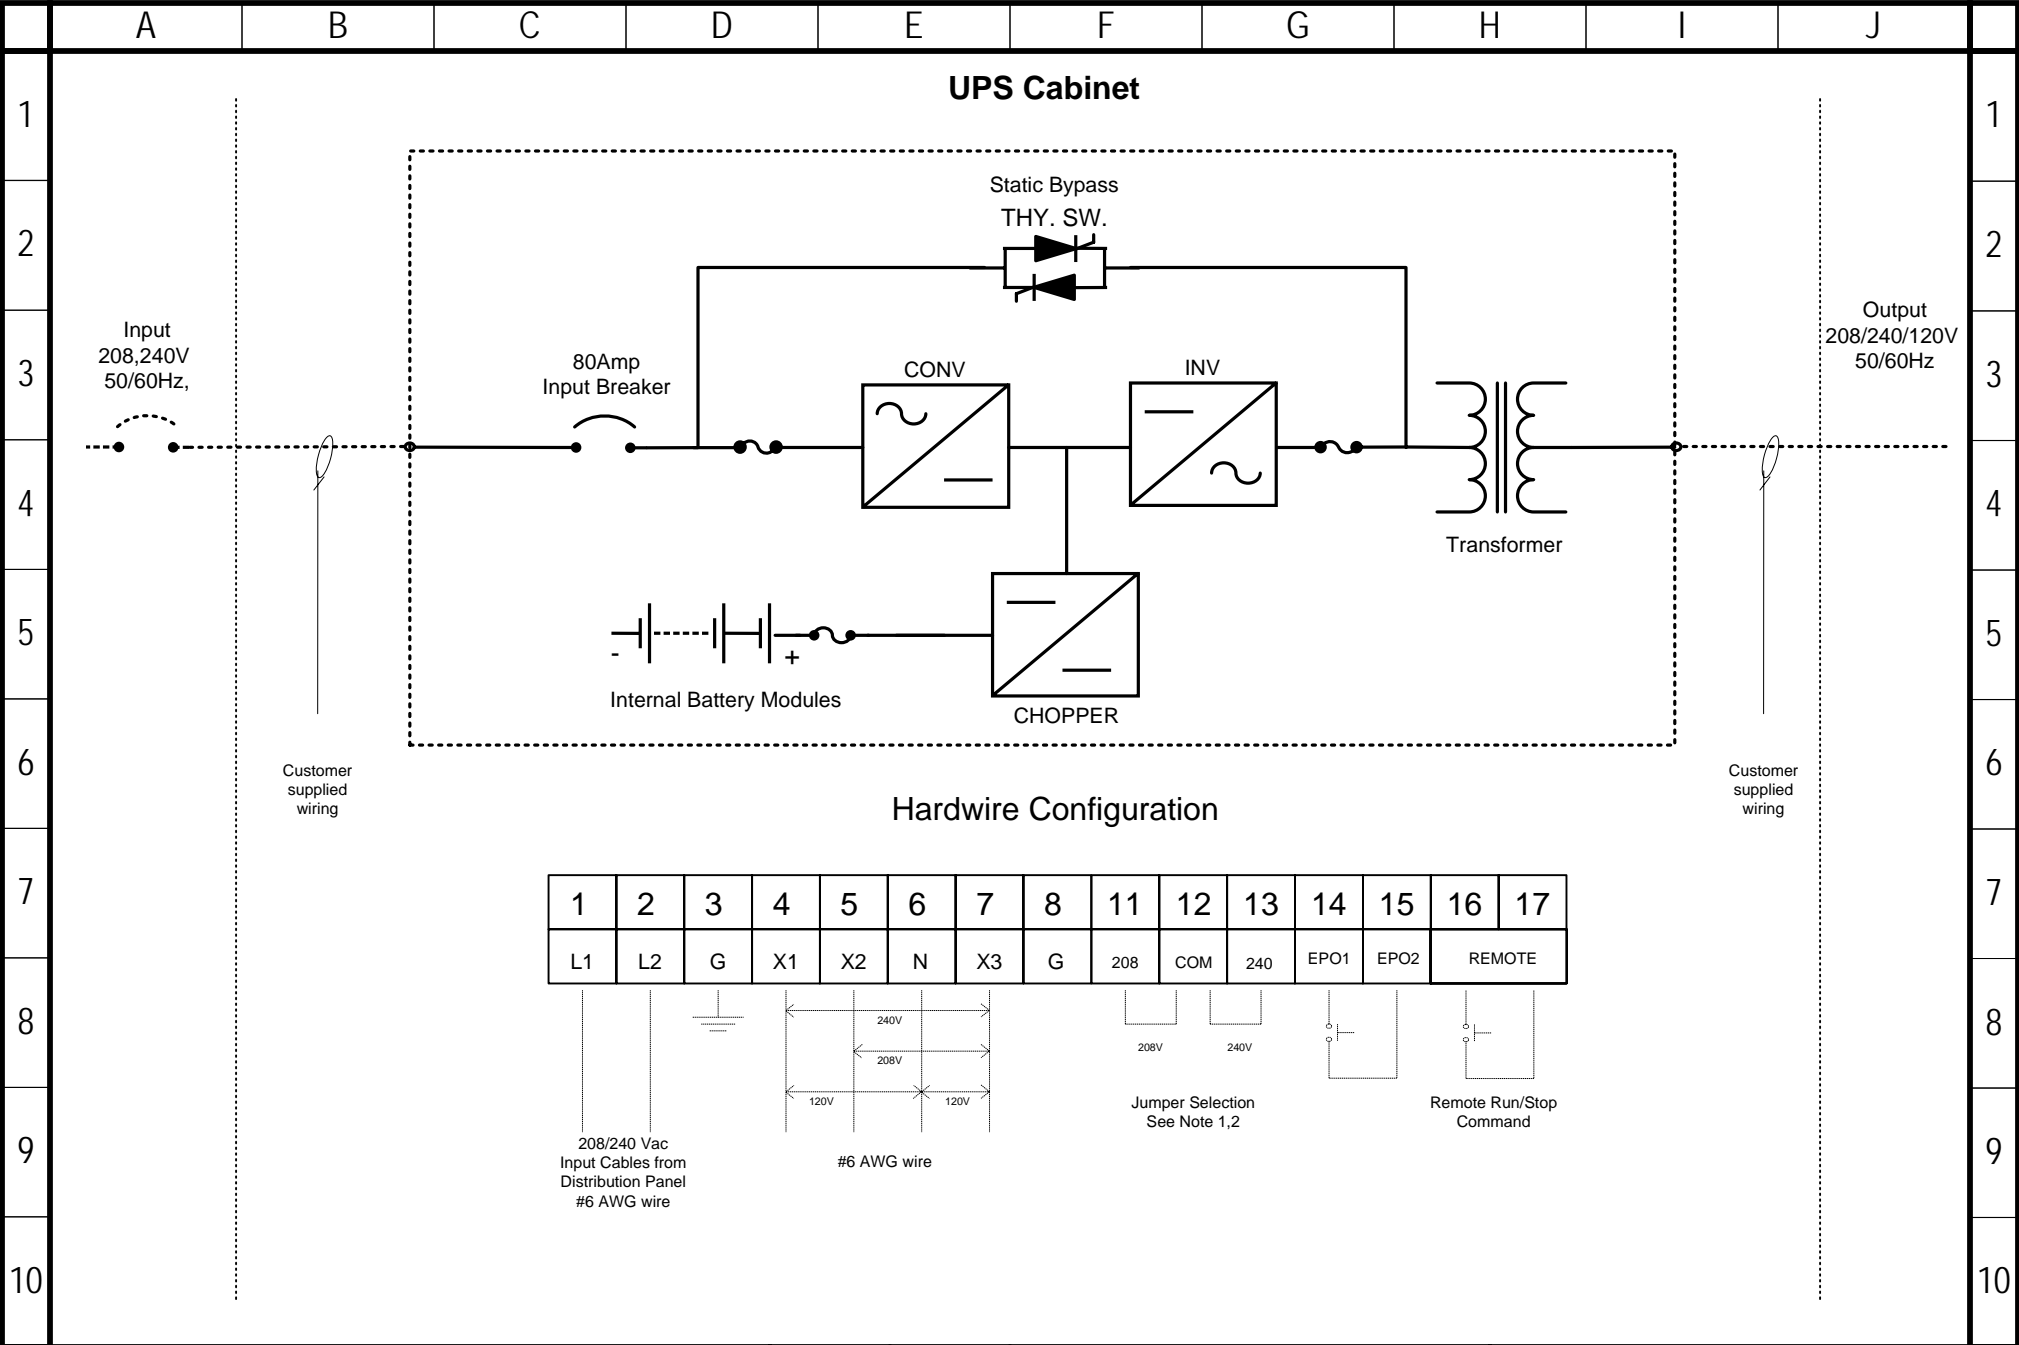 A B C D E F G H I J
UPS Cabinet
1 1
Static Bypass
THY. SW.
2 2
Input
208,240V
50/60Hz,
Output
208/240/120V
50/60Hz
80Amp
Input Breaker
CONV
INV
3 3
4 4
Transformer
5 5
- +
Internal Battery Modules
CHOPPER
6 6
Customer
supplied
wiring
Customer
supplied
wiring
Hardwire Configuration
7 7
1 2 3 4 5 6 7 8 11 12 13 14 15 16 17
L1 L2 G X1 X2 N X3 G 208 COM 240 EPO1 EPO2 REMOTE
8 8
240V
208V
208V 240V
120V 120V
Jumper Selection
See Note 1,2
Remote Run/Stop
Command
9 9
208/240 Vac
Input Cables from
Distribution Panel
#6 AWG wire
#6 AWG wire
10 10